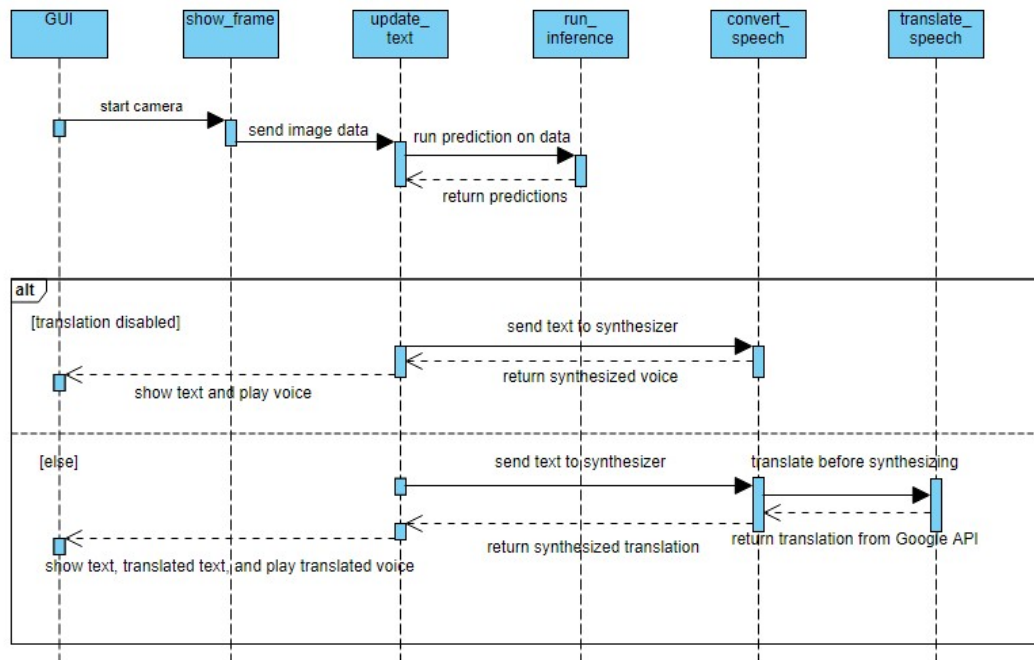 GUI
show_frame
update_
text
run_
inference
convert_
speech
translate_
speech
start camera
send image data
run prediction on data
return predictions
alt
[translation disabled]
send text to synthesizer
return synthesized voice
show text and play voice
[else]
send text to synthesizer
translate before synthesizing
return translation from Google API
return synthesized translation
show text, translated text, and play translated voice